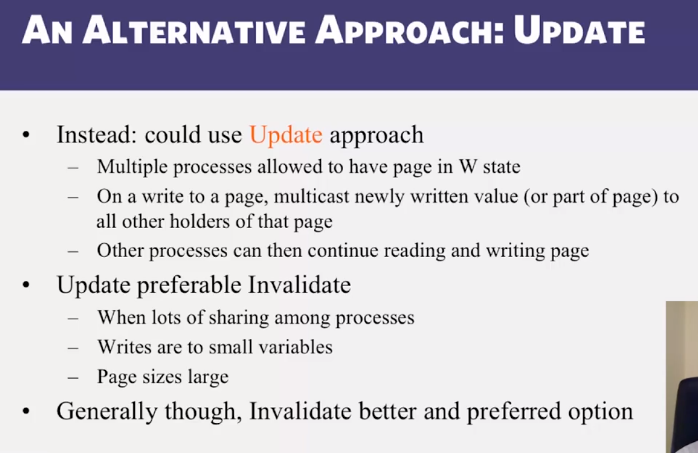 AN ALTERNATIVE APPROACH: UPDATE
• Instead: could use Update approach
– Multiple processes allowed to have page in W state
– On a write to a page, multicast newly written value (or part of page) to
all other holders of that page
– Other processes can then continue reading and writing page
• Update preferable Invalidate
– When lots of sharing among processes
– Writes are to small variables
– Page sizes large
• Generally though, Invalidate better and preferred option